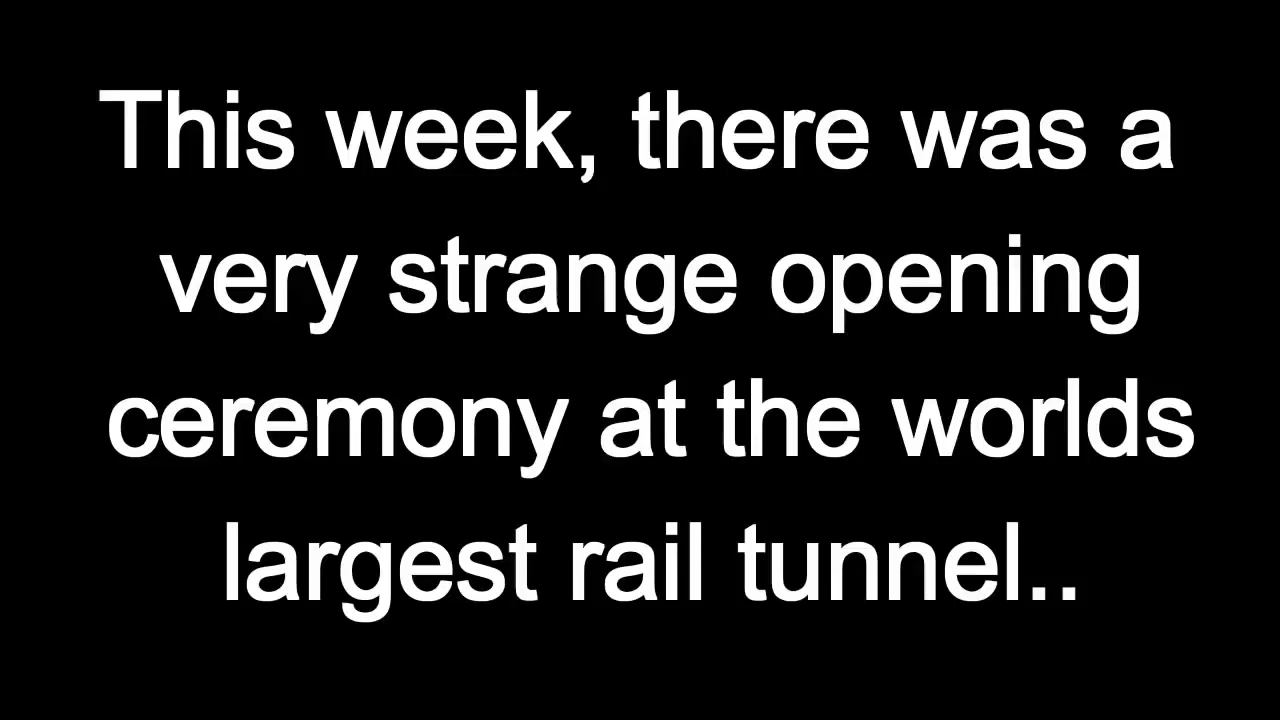 This week, there was a
very strange opening
ceremony at the worlds
largest rail tunnel..